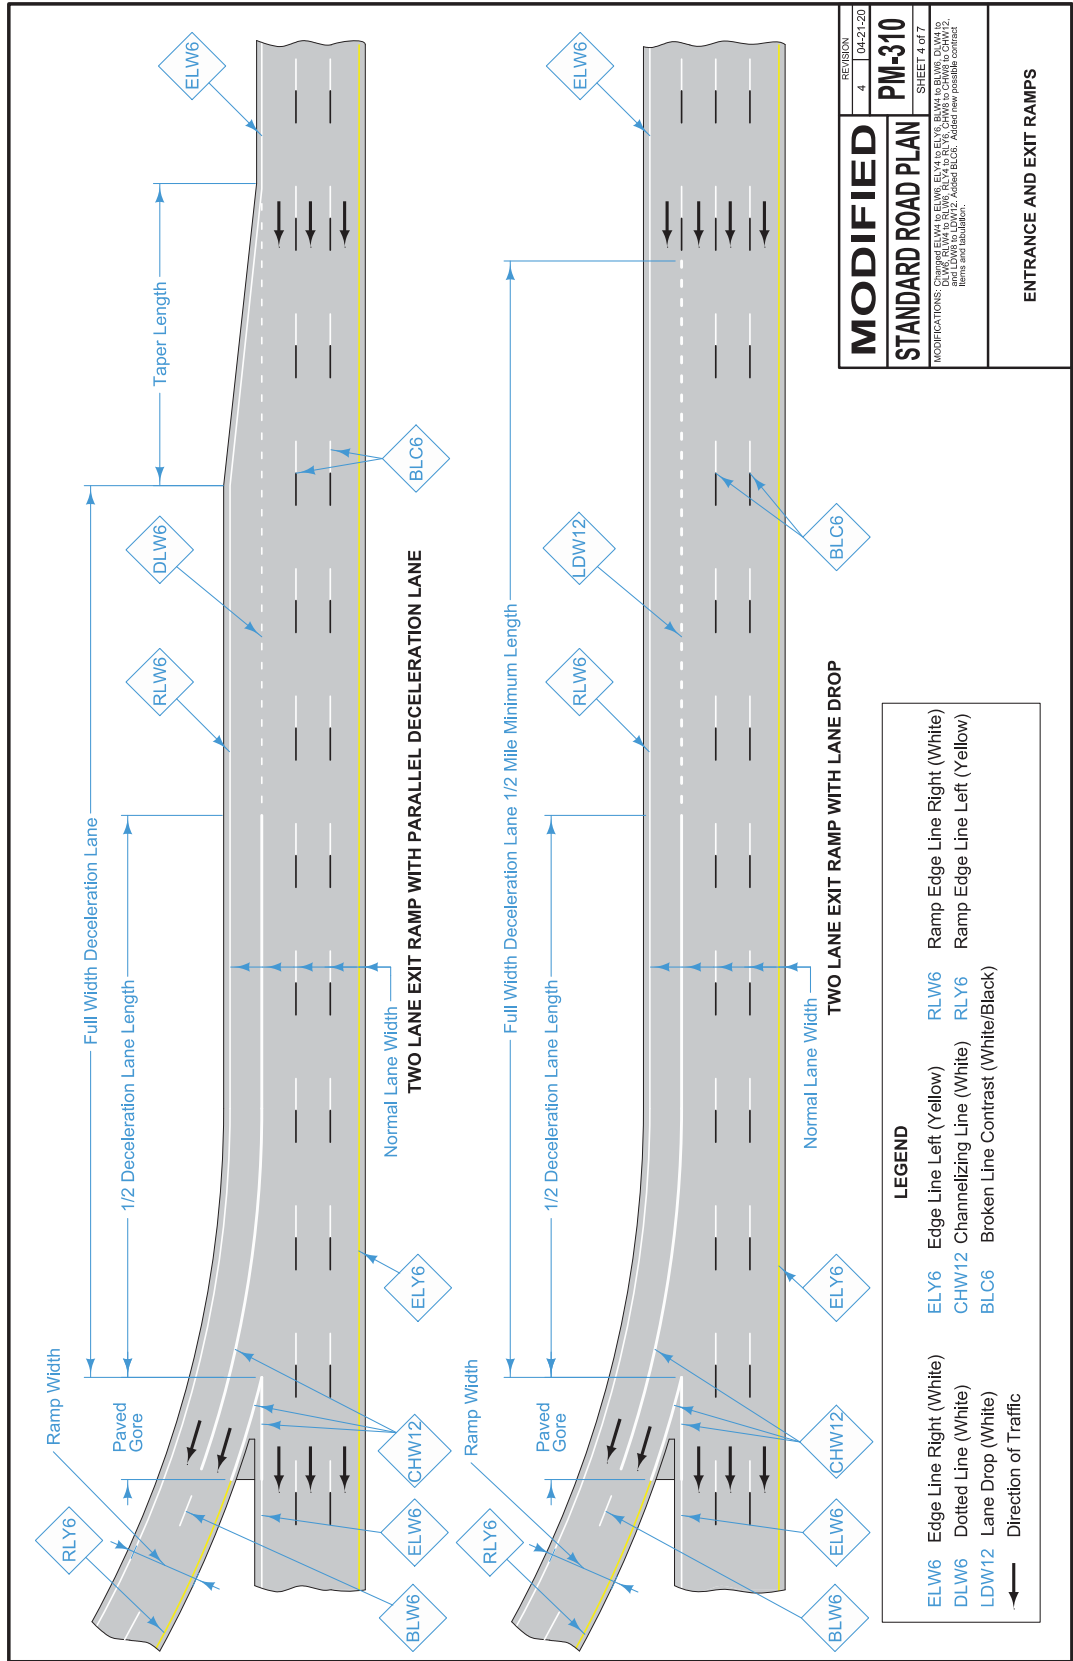 ELW6
Taper Length
Full Width Deceleration Lane
DLW6
RLW6
1/2 Deceleration Lane Length
Ramp Width
Paved
Gore
RLY6
BLC6
Normal Lane Width
ELY6
CHW12
ELW6
BLW6
TWO LANE EXIT RAMP WITH PARALLEL DECELERATION LANE
ELW6
Full Width Deceleration Lane 1/2 Mile Minimum Length
LDW12
RLW6
1/2 Deceleration Lane Length
Ramp Width
Paved
Gore
RLY6
BLC6
Normal Lane Width
ELY6
CHW12
ELW6
BLW6
TWO LANE EXIT RAMP WITH LANE DROP
LEGEND
ELW6 Edge Line Right (White) ELY6 Edge Line Left (Yellow) RLW6 Ramp Edge Line Right (White)
DLW6 Dotted Line (White) CHW12 Channelizing Line (White) RLY6 Ramp Edge Line Left (Yellow)
LDW12 Lane Drop (White) BLC6 Broken Line Contrast (White/Black)
Direction of Traffic
MODIFIED
REVISION
4 04-21-20
STANDARD ROAD PLAN
PM-310
SHEET 4 of 7
MODIFICATIONS: Changed ELW4 to ELW6, ELY4 to ELY6, BLW4 to BLW6, DLW4 to
DLW6, RLW4 to RLW6, RLY4 to RLY6, CHW8 to CHW12,
and LDW8 to LDW12. Added BLC6. Added new possible contract
items and tabulation.
ENTRANCE AND EXIT RAMPS